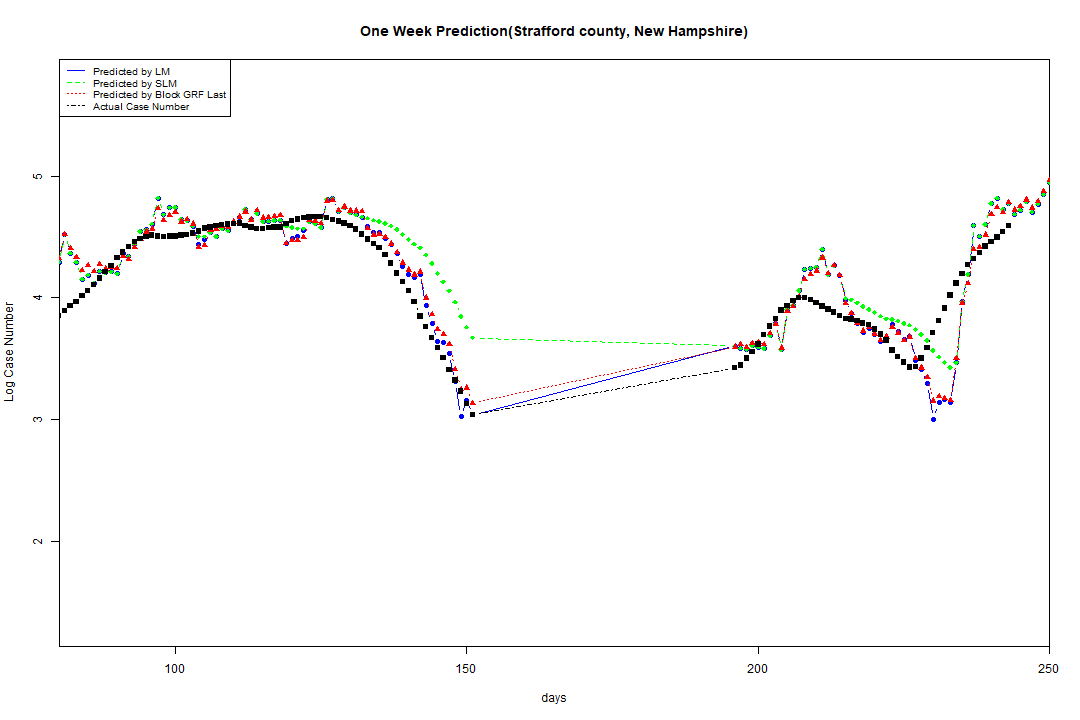 One Week Prediction(Strafford county, New Hampshire)
Predicted by LM
Predicted by SLM
Predicted by Block GRF Last
Actual Case Number
Log Case Number
5
4
3
2
100
150
200
250
days